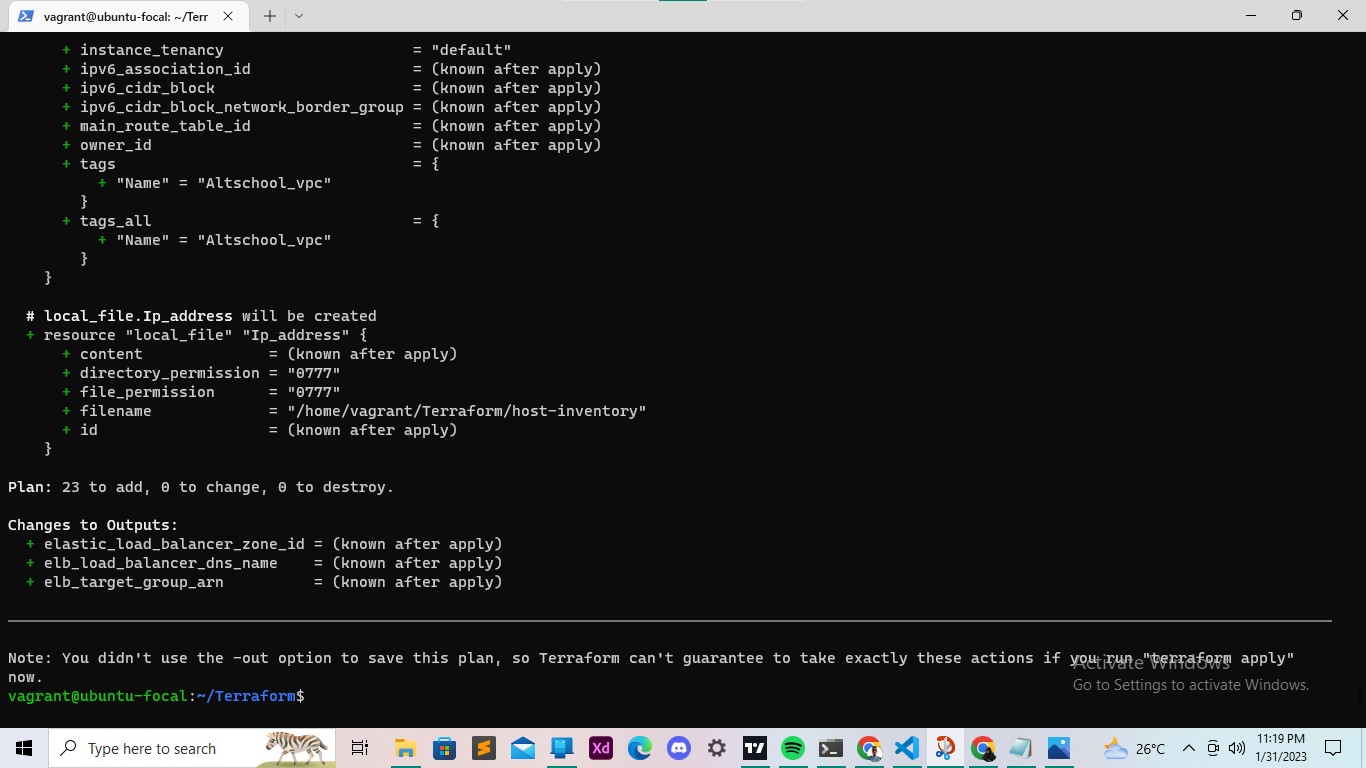 vagrant@ubuntu-focal: ~/Terr
+ instance_tenancy = "default"
+ ipv6_association_id = (known after apply)
+ ipv6_cidr_block = (known after apply)
+ ipv6_cidr_block_network_border_group = (known after apply)
+ main_route_table_id = (known after apply)
+ owner_id = (known after apply)
+ tags = {
+ "Name" = "Altschool_vpc"
}
+ tags_all = {
+ "Name" = "Altschool_vpc"
}
}
# local_file.Ip_address will be created
+ resource "local_file" "Ip_address" {
+ content = (known after apply)
+ directory_permission = "0777"
+ file_permission = "0777"
+ filename = "/home/vagrant/Terraform/host-inventory"
+ id = (known after apply)
}
Plan: 23 to add, 0 to change, 0 to destroy.
Changes to Outputs:
+ elastic_load_balancer_zone_id = (known after apply)
+ elb_load_balancer_dns_name = (known after apply)
+ elb_target_group_arn = (known after apply)
Note: You didn't use the -out option to save this plan, so Terraform can't guarantee to take exactly these actions if you run "terraform apply"
now.
vagrant@ubuntu-focal:~/Terraform$
Activate Windows
Go to Settings to activate Windows.
Type here to search
Xd
26°C
11:19 PM
1/31/2023